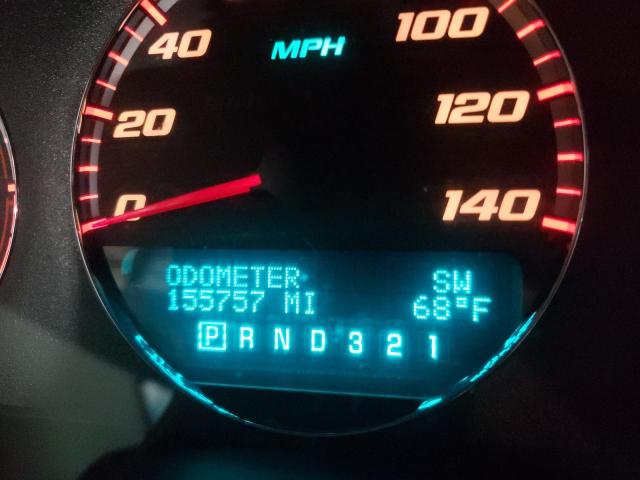 40 MPH 100
20 120
0 140
ODOMETER SW
155757 MI 68°F
P R N D 3 2 1